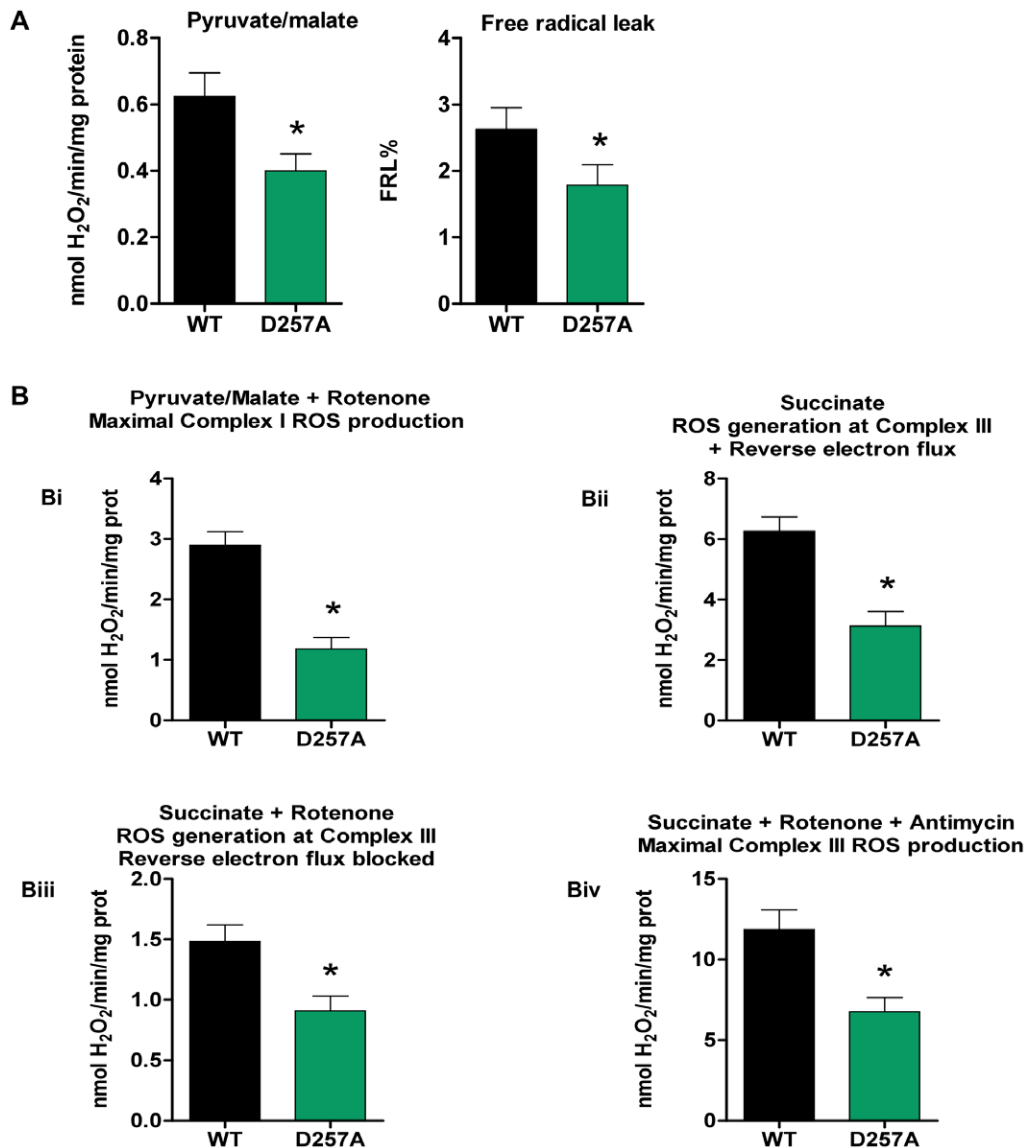 A
Pyruvate/malate
nmol H2O2/min/mg protein
0.8
0.6
0.4
0.2
0.0
*
WT D257A
Free radical leak
FRL%
4
3
2
1
0
*
WT D257A
B
Pyruvate/Malate + Rotenone
Maximal Complex I ROS production
Bi
nmol H2O2/min/mg prot
4
3
2
1
0
*
WT D257A
Succinate
ROS generation at Complex III
+ Reverse electron flux
Bii
nmol H2O2/min/mg prot
8
6
4
2
0
*
WT D257A
Succinate + Rotenone
ROS generation at Complex III
Reverse electron flux blocked
Biii
nmol H2O2/min/mg prot
2.0
1.5
1.0
0.5
0.0
*
WT D257A
Succinate + Rotenone + Antimycin
Maximal Complex III ROS production
Biv
nmol H2O2/min/mg prot
15
10
5
0
*
WT D257A